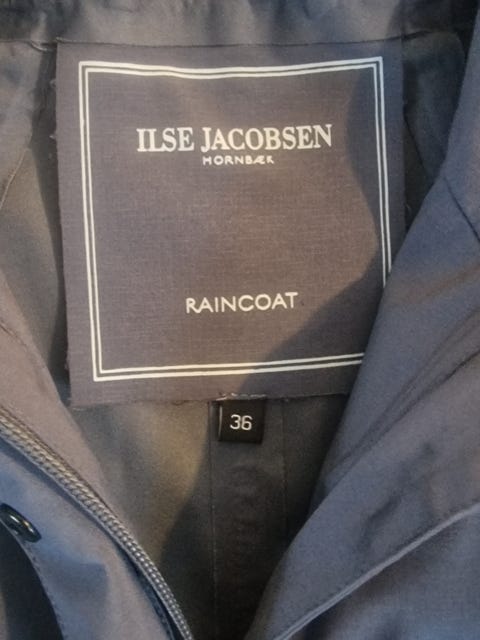 ILSE JACOBSEN
HORNBÆK
RAINCOAT
36